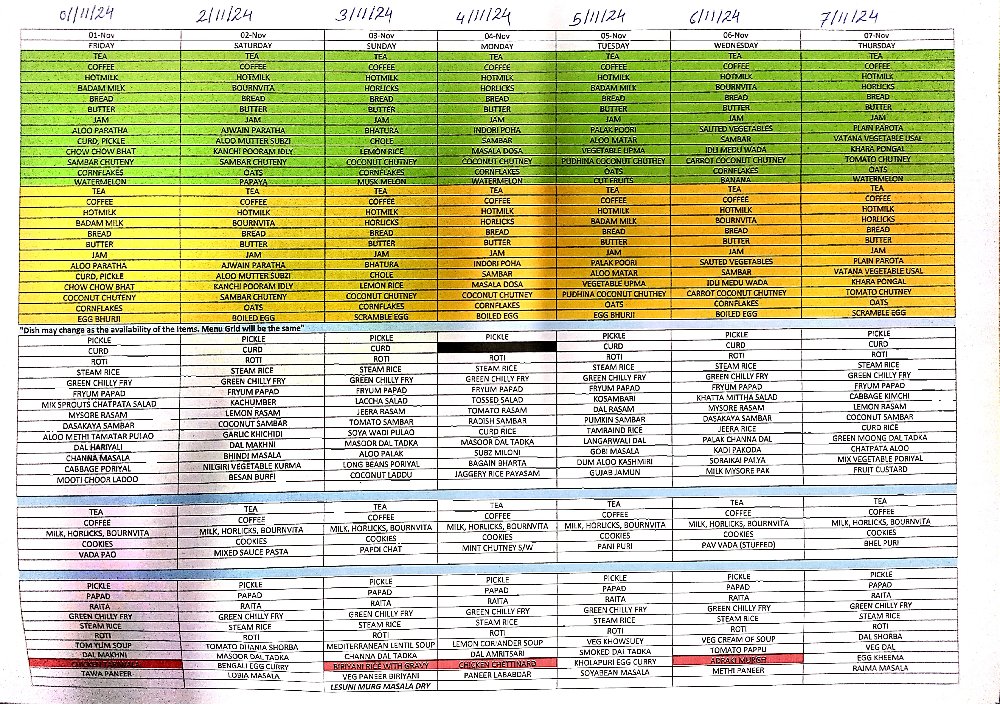 01/11/24 2/11/24 3/11/24 4/11/24 5/11/24 6/11/24 7/11/24
01-Nov 02-Nov 03-Nov 04-Nov 05-Nov 06-Nov 07-Nov
FRIDAY SATURDAY SUNDAY MONDAY TUESDAY WEDNESDAY THURSDAY
TEA TEA TEA TEA TEA TEA TEA
COFFEE COFFEE COFFEE COFFEE COFFEE COFFEE COFFEE
HOTMILK HOTMILK HOTMILK HOTMILK HOTMILK HOTMILK HOTMILK
BADAM MILK BOURNVITA HORLICKS HORLICKS BADAM MILK BOURNVITA HORLICKS
BREAD BREAD BREAD BREAD BREAD BREAD BREAD
BUTTER BUTTER BUTTER BUTTER BUTTER BUTTER BUTTER
JAM JAM JAM JAM JAM JAM JAM
ALOO PARATHA AJWAIN PARATHA BHATURA INDORI POHA PALAK POORI SAUTED VEGETABLES PLAIN PAROTA
CURD, PICKLE ALOO MUTTER SUBZI CHOLE SAMBAR ALOO MATAR SAMBAR VATANA VEGETABLE USAL
CHOW CHOW BHAT KANCHI POORAM IDLY LEMON RICE MASALA DOSA VEGETABLE UPMA IDLI MEDU WADA KHARA PONGAL
SAMBAR CHUTENY SAMBAR CHUTNEY COCONUT CHUTNEY COCONUT CHUTNEY PUDHINA COCONUT CHUTNEY CARROT COCONUT CHUTNEY TOMATO CHUTNEY
CORNFLAKES OATS CORNFLAKES CORNFLAKES OATS CORNFLAKES OATS
WATERMELON PAPAYA MUSK MELON WATERMELON CUT FRUITS BANANA WATERMELON
TEA TEA TEA TEA TEA TEA TEA
COFFEE COFFEE COFFEE COFFEE COFFEE COFFEE COFFEE
HOTMILK HOTMILK HOTMILK HOTMILK HOTMILK HOTMILK HOTMILK
BADAM MILK BOURNVITA HORLICKS HORLICKS BADAM MILK BOURNVITA HORLICKS
BREAD BREAD BREAD BREAD BREAD BREAD BREAD
BUTTER BUTTER BUTTER BUTTER BUTTER BUTTER BUTTER
JAM JAM JAM JAM JAM JAM JAM
ALOO PARATHA AJWAIN PARATHA BHATURA INDORI POHA PALAK POORI SAUTED VEGETABLES PLAIN PAROTA
CURD, PICKLE ALOO MUTTER SUBZI CHOLE SAMBAR ALOO MATAR SAMBAR VATANA VEGETABLE USAL
CHOW CHOW BHAT KANCHI POORAM IDLY LEMON RICE MASALA DOSA VEGETABLE UPMA IDLI MEDU WADA KHARA PONGAL
COCONUT CHUTENY SAMBAR CHUTNEY COCONUT CHUTNEY COCONUT CHUTNEY PUDHINA COCONUT CHUTNEY CARROT COCONUT CHUTNEY TOMATO CHUTNEY
CORNFLAKES OATS CORNFLAKES CORNFLAKES OATS CORNFLAKES OATS
EGG BHURJI BOILED EGG SCRAMBLE EGG BOILED EGG EGG BHURJI BOILED EGG SCRAMBLE EGG
"Dish may change as the availability of the items. Menu Grid will be the same"
PICKLE PICKLE PICKLE PICKLE PICKLE PICKLE PICKLE
CURD CURD CURD CURD CURD CURD
ROTI ROTI ROTI ROTI ROTI ROTI ROTI
STEAM RICE STEAM RICE STEAM RICE STEAM RICE STEAM RICE STEAM RICE STEAM RICE
GREEN CHILLY FRY GREEN CHILLY FRY GREEN CHILLY FRY GREEN CHILLY FRY GREEN CHILLY FRY GREEN CHILLY FRY GREEN CHILLY FRY
FRYUM PAPAD FRYUM PAPAD FRYUM PAPAD FRYUM PAPAD FRYUM PAPAD FRYUM PAPAD FRYUM PAPAD
MIK SPROUTS CHATPATA SALAD KACHUMBER LACCHA SALAD TOSSED SALAD KOSAMBARI KHATTA MITTHA SALAD CABBAGE KIMCHI
MYSORE RASAM LEMON RASAM JEERA RASAM TOMATO RASAM DAL RASAM MYSORE RASAM LEMON RASAM
DASAKAYA SAMBAR COCONUT SAMBAR TOMATO SAMBAR RADISH SAMBAR PUMKIN SAMBAR DASAKAYA SAMBAR COCONUT SAMBAR
ALOO METHI TAMATAR PULAO GARLIC KHICHIDI SOYA WADI PULAO CURD RICE TAMBAIND RICE JEERA RICE CURD RICE
DAL HARIYALI DAL MAKHNI MASOOR DAL TADKA MASOOR DAL TADKA LANGARWALI DAL PALAK CHANNA DAL GREEN MOONG DAL TADKA
CHANNA MASALA BHINDI MASALA ALOO PALAK SUBZ MILONI GOBI MASALA KADI PAKODA CHATPATA ALOO
CABBAGE PORIYAL NILGIRI VEGETABLE KURMA LONG BEANS PORIYAL BAGAIN BHARTA DUM ALOO KASHMIRI SORAIKAI PALYA MIX VEGETABLE PORIYAL
MOOTI CHOOR LADOO BESAN BURFI COCONUT LADDU JAGGERY RICE PAYASAM GUJAB JAMUN MILK MYSORE PAK FRUIT CUSTARD
TEA TEA TEA TEA TEA TEA TEA
COFFEE COFFEE COFFEE COFFEE COFFEE COFFEE COFFEE
MILK, HORLICKS, BOURNVITA MILK, HORLICKS, BOURNVITA MILK, HORLICKS, BOURNVITA MILK, HORLICKS, BOURNVITA MILK, HORLICKS, BOURNVITA MILK, HORLICKS, BOURNVITA MILK, HORLICKS, BOURNVITA
COOKIES COOKIES COOKIES COOKIES COOKIES COOKIES COOKIES
VADA PAO MIXED SAUCE PASTA PAPDI CHAT MINT CHUTNEY S/W PANI PURI PAV VADA (STUFFED) BHEL PURI
PICKLE PICKLE PICKLE PICKLE PICKLE PICKLE PICKLE
PAPAD PAPAD PAPAD PAPAD PAPAD PAPAD PAPAD
RAITA RAITA RAITA RAITA RAITA RAITA RAITA
GREEN CHILLY FRY GREEN CHILLY FRY GREEN CHILLY FRY GREEN CHILLY FRY GREEN CHILLY FRY GREEN CHILLY FRY GREEN CHILLY FRY
STEAM RICE STEAM RICE STEAM RICE STEAM RICE STEAM RICE STEAM RICE STEAM RICE
ROTI ROTI ROTI ROTI ROTI ROTI ROTI
TOM YUM SOUP TOMATO DHANIA SHORBA MEDITERRANEAN LENTIL SOUP LEMON CORIANDER SOUP VEG KHOWSUEY VEG CREAM OF SOUP DAL SHORBA
DAL MAKHNI MASOOR DAL TADKA CHANNA DAL TADKA DAL AMRITSARI SMOKED DAL TADKA TOMATO PAPPU VEG DAL
CHICKEN BENGALI EGG CURRY BIRIYANI RICE WITH GRAVY CHICKEN CHETTINARD KHOLAPURI EGG CURRY ADRAKI MURGH EGG KHEEMA
TAWA PANEER LOBIA MASALA VEG PANEER BIRIYANI PANEER LABABDAR SOYABEAN MASALA METHI PANEER RAJMA MASALA
LESUNI MURG MASALA DRY